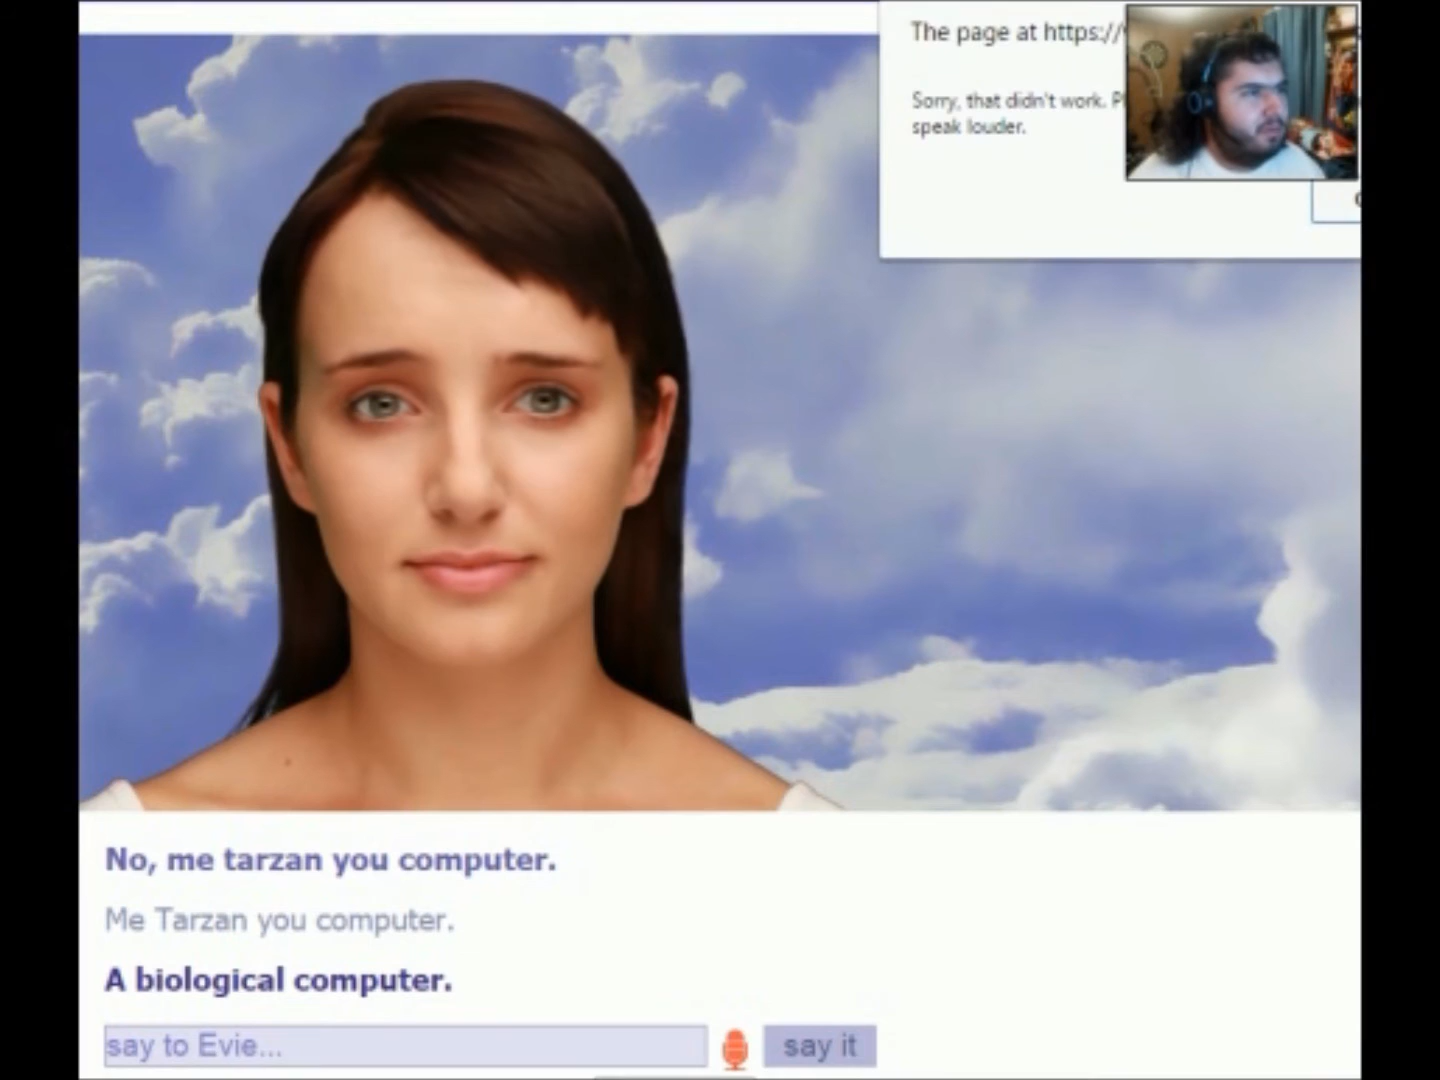 The page at https://
Sorry, that didn't work.
speak louder.
No, me tarzan you computer.
Me Tarzan you computer.
A biological computer.
say to Evie...
say it